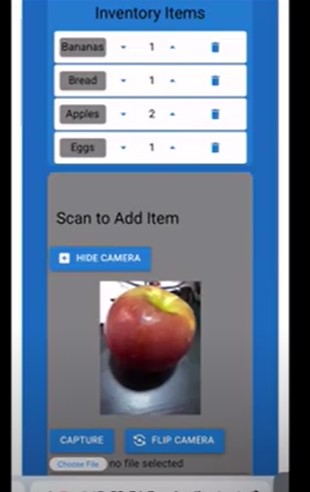 Inventory Items
Bananas 1
Bread 1
Apples 2
Eggs 1
Scan to Add Item
HIDE CAMERA
CAPTURE FLIP CAMERA
Choose File no file selected